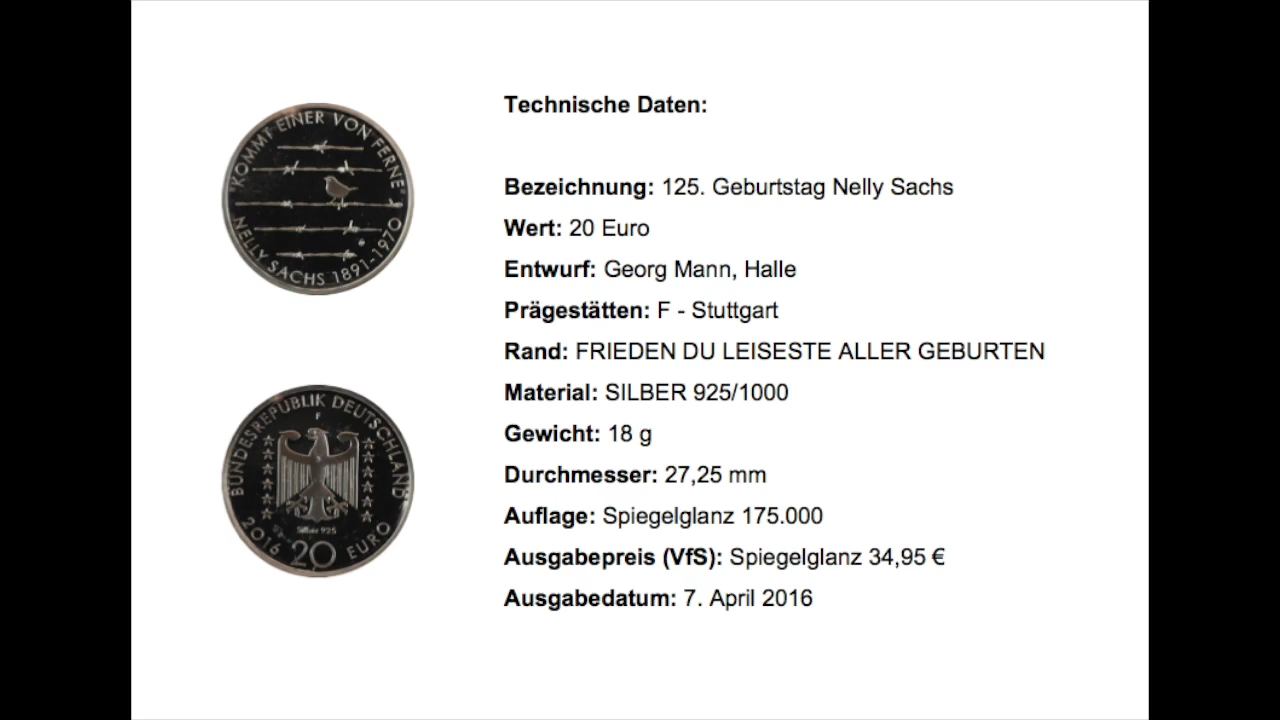 "KOMMT EINER VON FERNE"
NELLY SACHS 1891-1970
BUNDESREPUBLIK DEUTSCHLAND
F
Silber 925
2016 20 EURO
Technische Daten:
Bezeichnung: 125. Geburtstag Nelly Sachs
Wert: 20 Euro
Entwurf: Georg Mann, Halle
Prägestätten: F - Stuttgart
Rand: FRIEDEN DU LEISESTE ALLER GEBURTEN
Material: SILBER 925/1000
Gewicht: 18 g
Durchmesser: 27,25 mm
Auflage: Spiegelglanz 175.000
Ausgabepreis (VfS): Spiegelglanz 34,95 €
Ausgabedatum: 7. April 2016